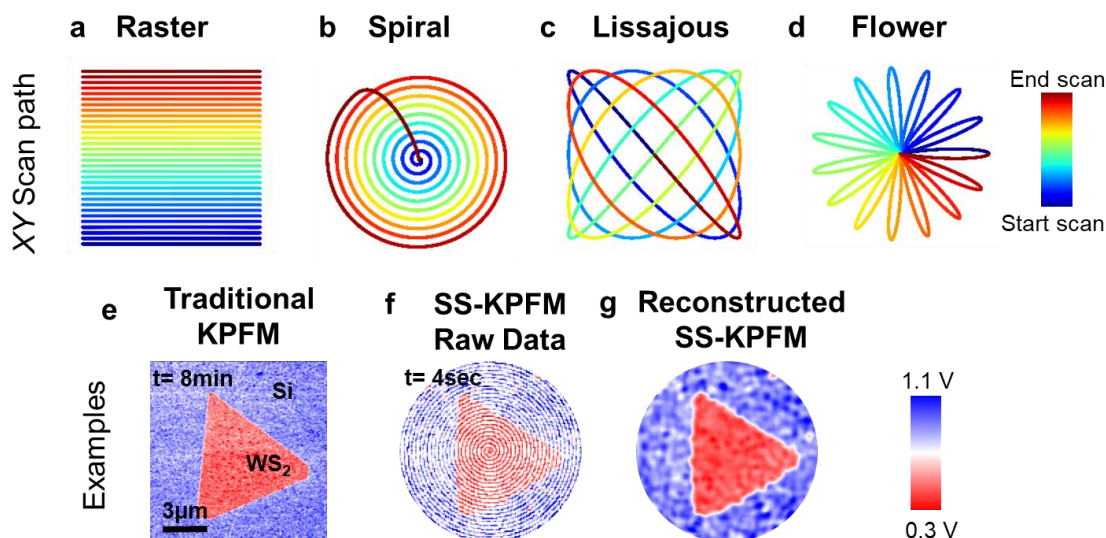 a Raster
b Spiral
c Lissajous
d Flower
XY Scan path
End scan
Start scan
e Traditional
KPFM
f SS-KPFM
Raw Data
g Reconstructed
SS-KPFM
Examples
t= 8min
Si
WS₂
3µm
t= 4sec
1.1 V
0.3 V